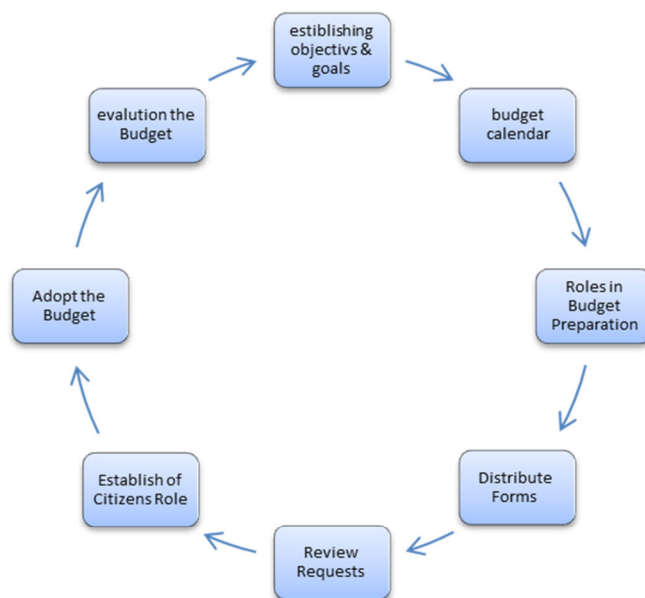 estiblishing
objectivs &
goals
budget
calendar
Roles in
Budget
Preparation
Distribute
Forms
Review
Requests
Establish of
Citizens Role
Adopt the
Budget
evalution the
Budget